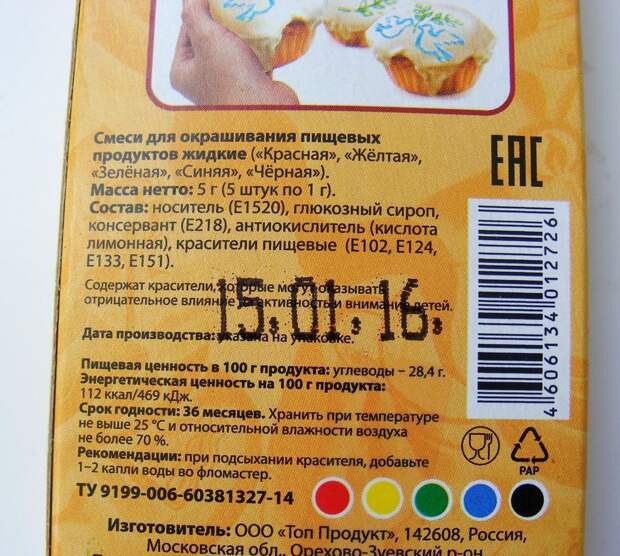 Смеси для окрашивания пищевых
продуктов жидкие («Красная», «Жёлтая»,
«Зелёная», «Синяя», «Чёрная»).
Масса нетто: 5 г (5 штук по 1 г).
Состав: носитель (Е1520), глюкозный сироп,
консервант (Е218), антиокислитель (кислота
лимонная), красители пищевые (Е102, Е124,
Е133, Е151).
Содержат красители, которые могут оказывать
отрицательное влияние на активность и внимание детей.
15.01.16.
Дата производства: указана на упаковке.
Пищевая ценность в 100 г продукта: углеводы – 28,4 г.
Энергетическая ценность на 100 г продукта:
112 ккал/469 кДж.
Срок годности: 36 месяцев. Хранить при температуре
не выше 25 °С и относительной влажности воздуха
не более 70 %.
Рекомендации: при подсыхании красителя, добавьте
1–2 капли воды во фломастер.
ТУ 9199-006-60381327-14
Изготовитель: ООО «Топ Продукт», 142608, Россия,
Московская обл., Орехово-Зуевский р-он
EAC
4 606134 012726
PAP